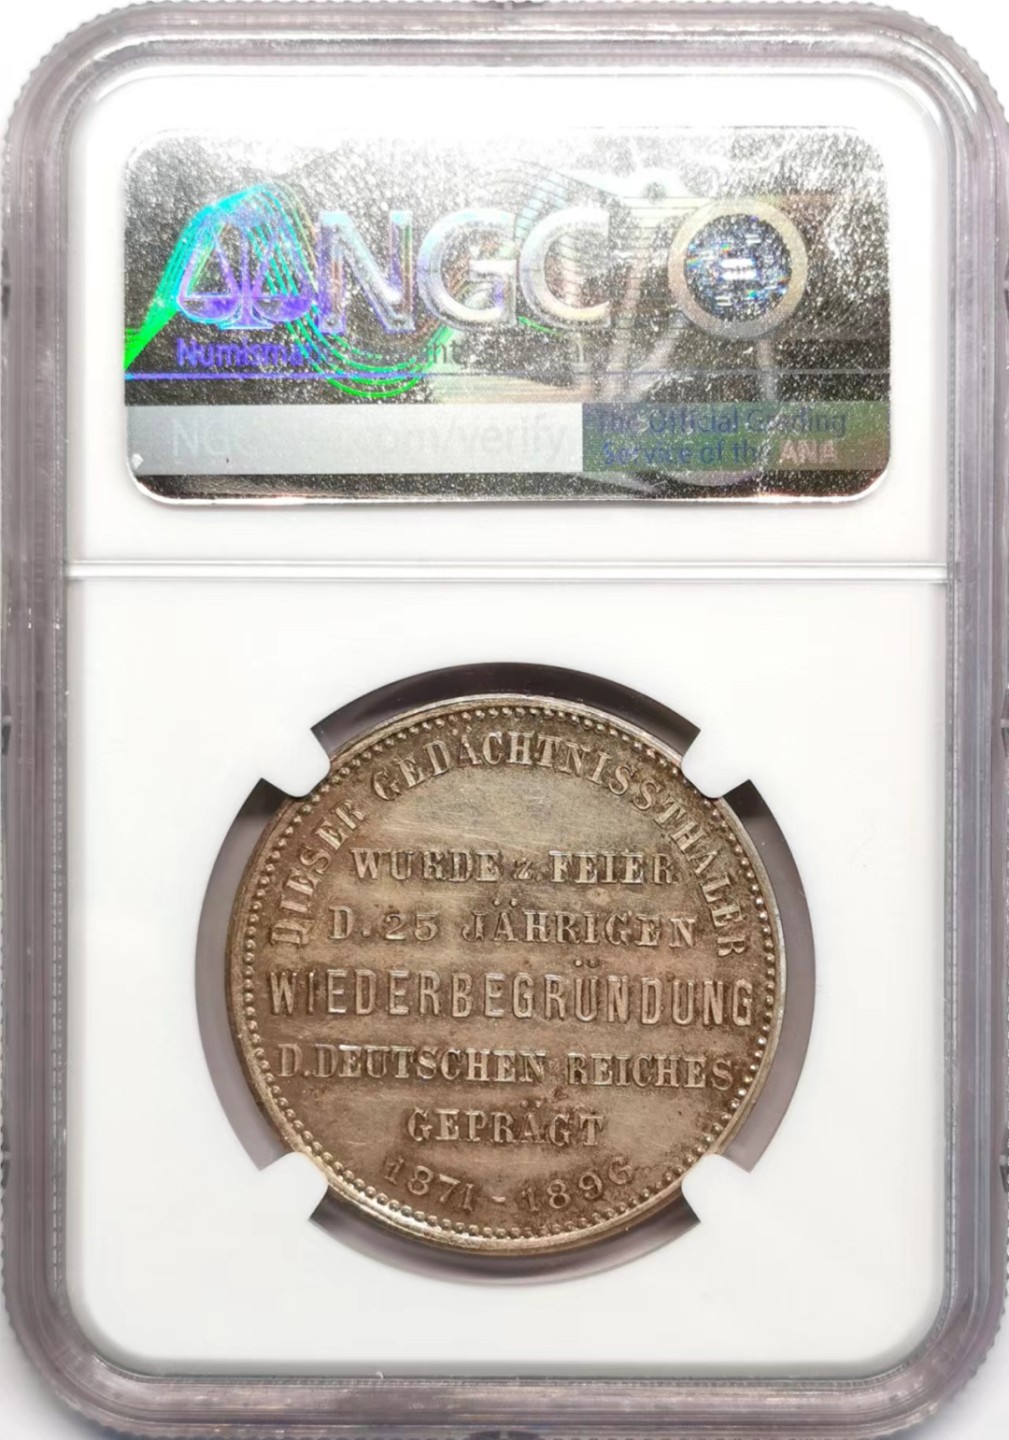 NGC
The Official Grading
Service of the ANA
DIESER GEDÄCHTNISSTHALER
WURDE z. FEIER
D. 25 JÄHRIGEN
WIEDERBEGRÜNDUNG
D. DEUTSCHEN REICHES
GEPRÄGT
1871 - 1896